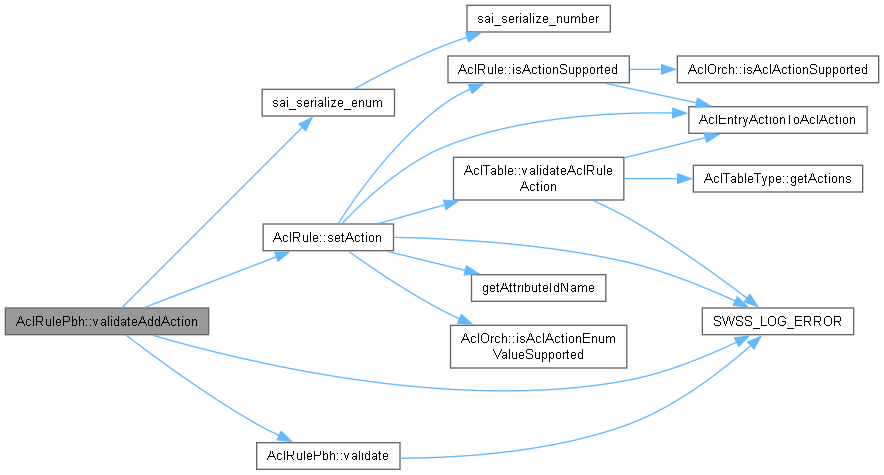 sai_serialize_number
AclRule::isActionSupported
AclOrch::isAclActionSupported
sai_serialize_enum
AclEntryActionToAclAction
AclTable::validateAclRule
Action
AclTableType::getActions
AclRule::setAction
getAttributeIdName
AclRulePbh::validateAddAction
SWSS_LOG_ERROR
AclOrch::isAclActionEnum
ValueSupported
AclRulePbh::validate